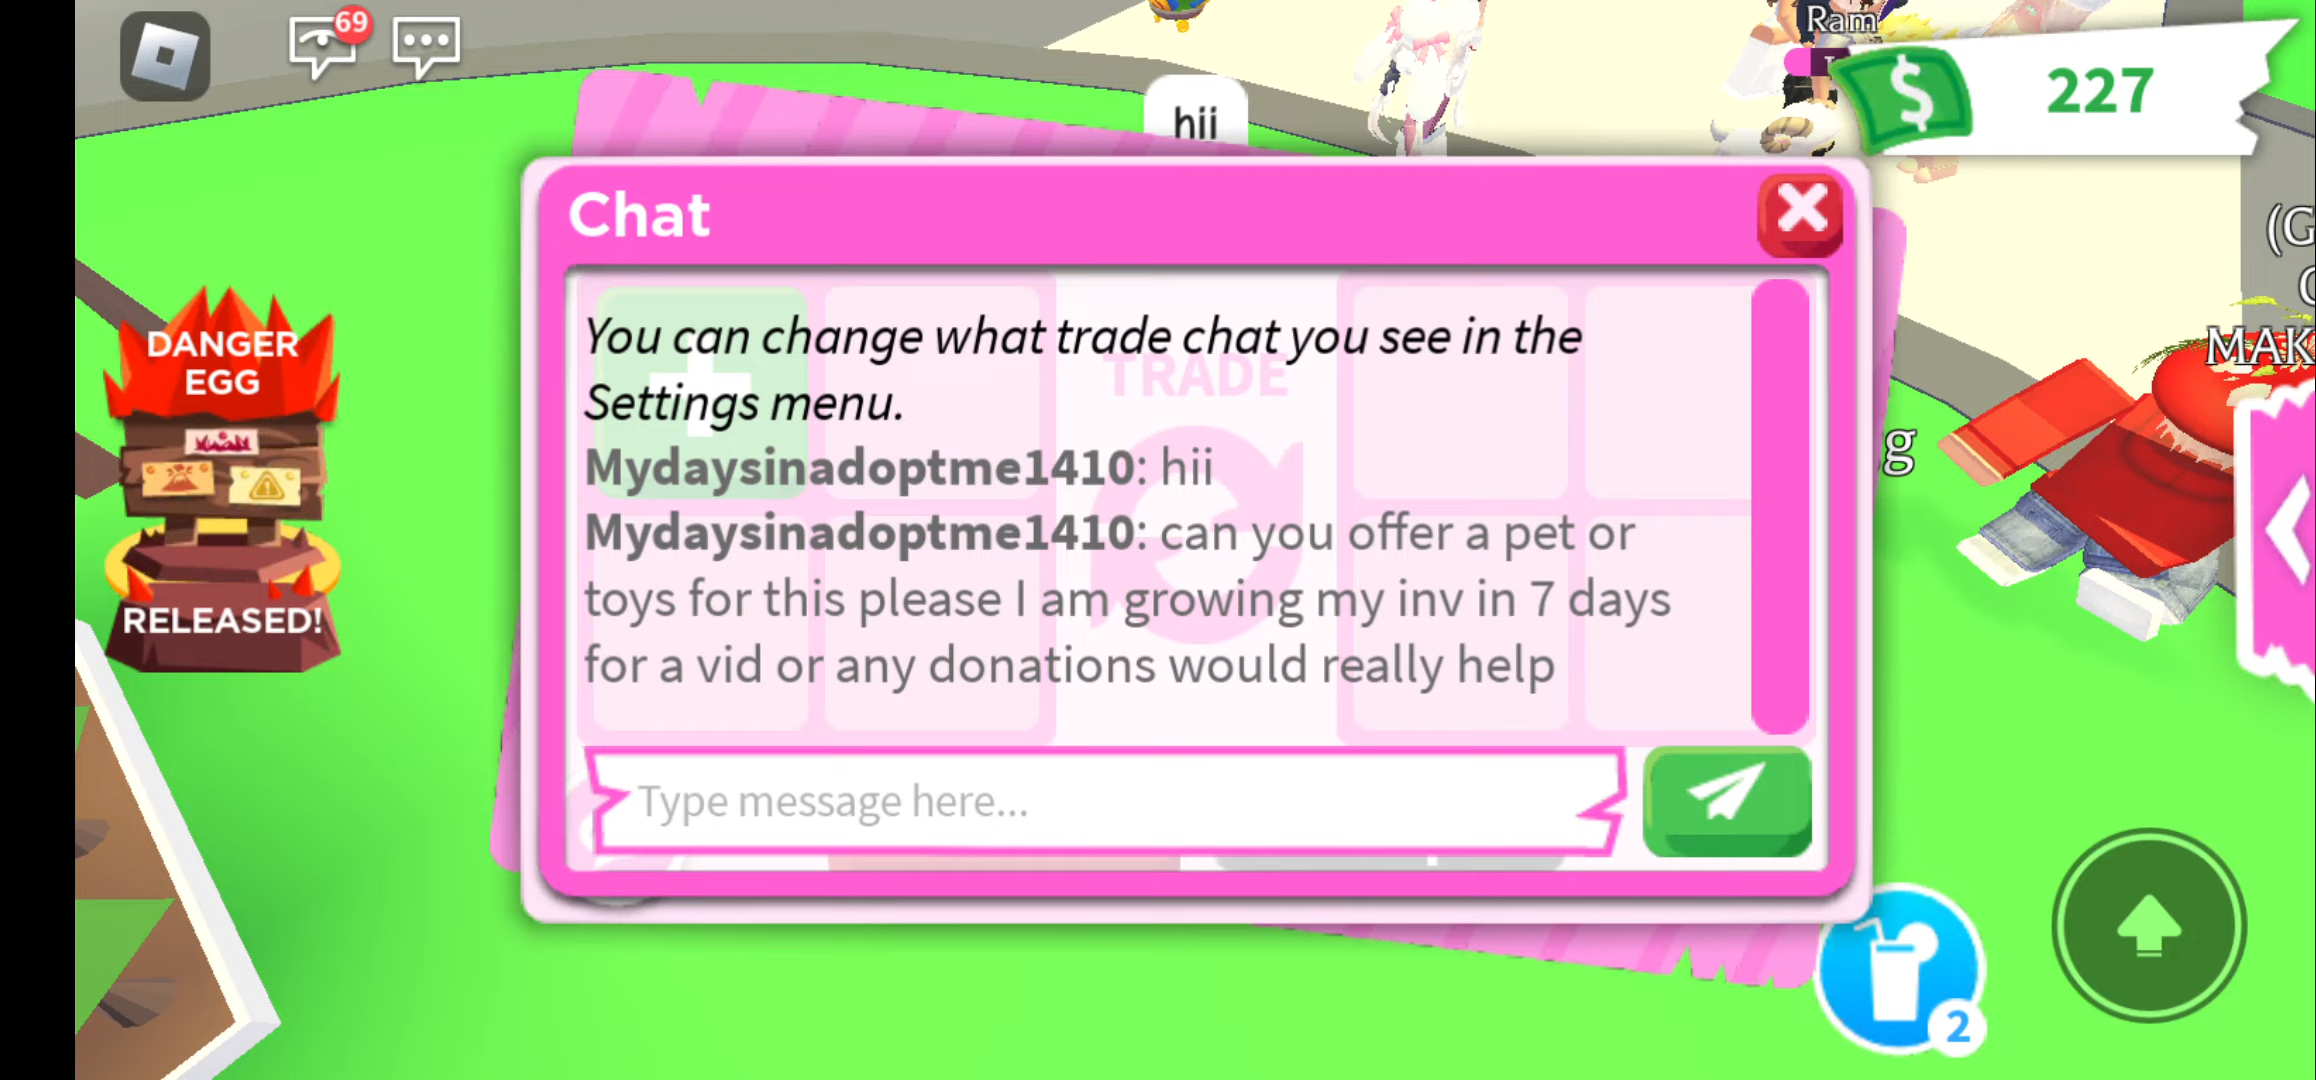 69
hii
Ram
227
Chat
DANGER
EGG
RELEASED!
You can change what trade chat you see in the
TRADE
Settings menu.
Mydaysinadoptme1410: hii
Mydaysinadoptme1410: can you offer a pet or
toys for this please I am growing my inv in 7 days
for a vid or any donations would really help
Type message here...
MAK
g
2